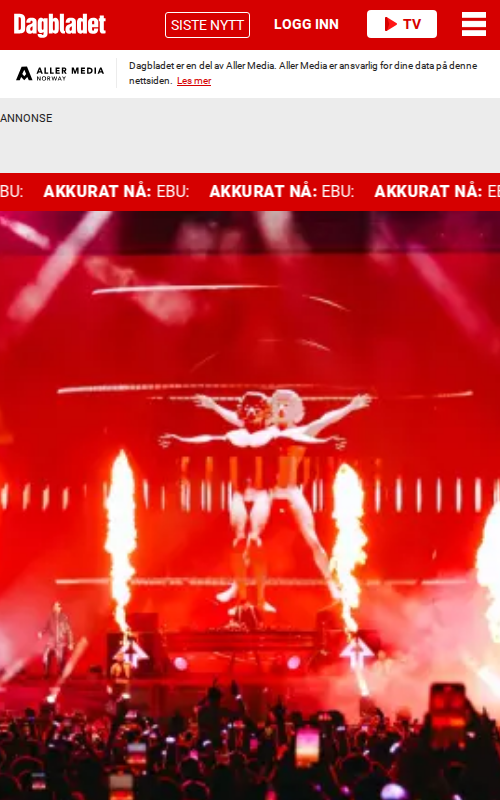 Dagbladet
SISTE NYTT
LOGG INN
TV
ALLER MEDIA
NORWAY
Dagbladet er en del av Aller Media. Aller Media er ansvarlig for dine data på denne
nettsiden. Les mer
ANNONSE
BU: AKKURAT NÅ: EBU: AKKURAT NÅ: EBU: AKKURAT NÅ: EB